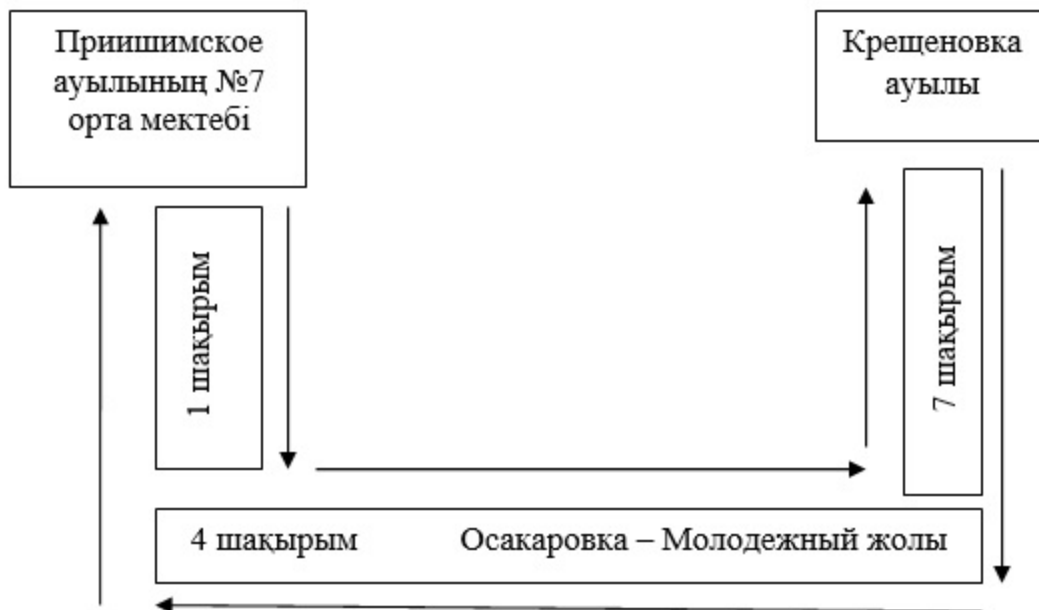 Приишимское
ауылының №7
орта мектебі
Крещеновка
ауылы
1 шақырым
7 шақырым
4 шақырым Осакаровка – Молодежный жолы